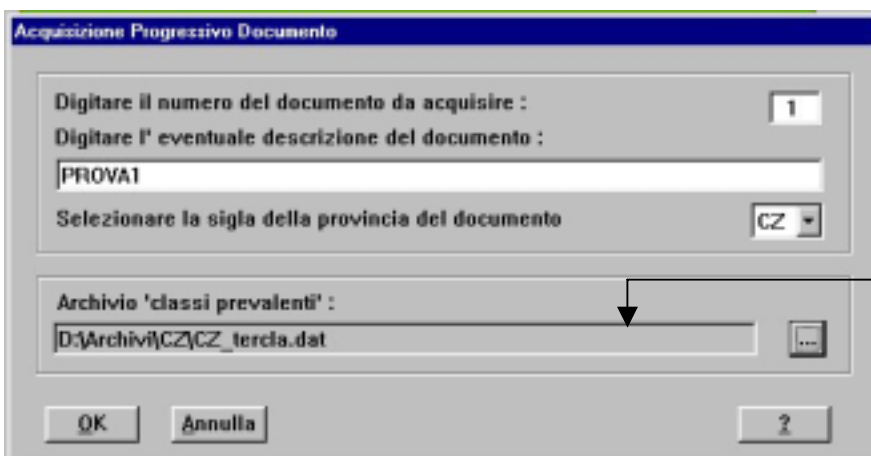 Acquisizione Progressivo Documento
Digitare il numero del documento da acquisire : 1
Digitare l' eventuale descrizione del documento :
PROVA1
Selezionare la sigla della provincia del documento CZ
Archivio 'classi prevalenti' :
D:\Archivi\CZ\CZ_tercla.dat ...
OK Annulla ?